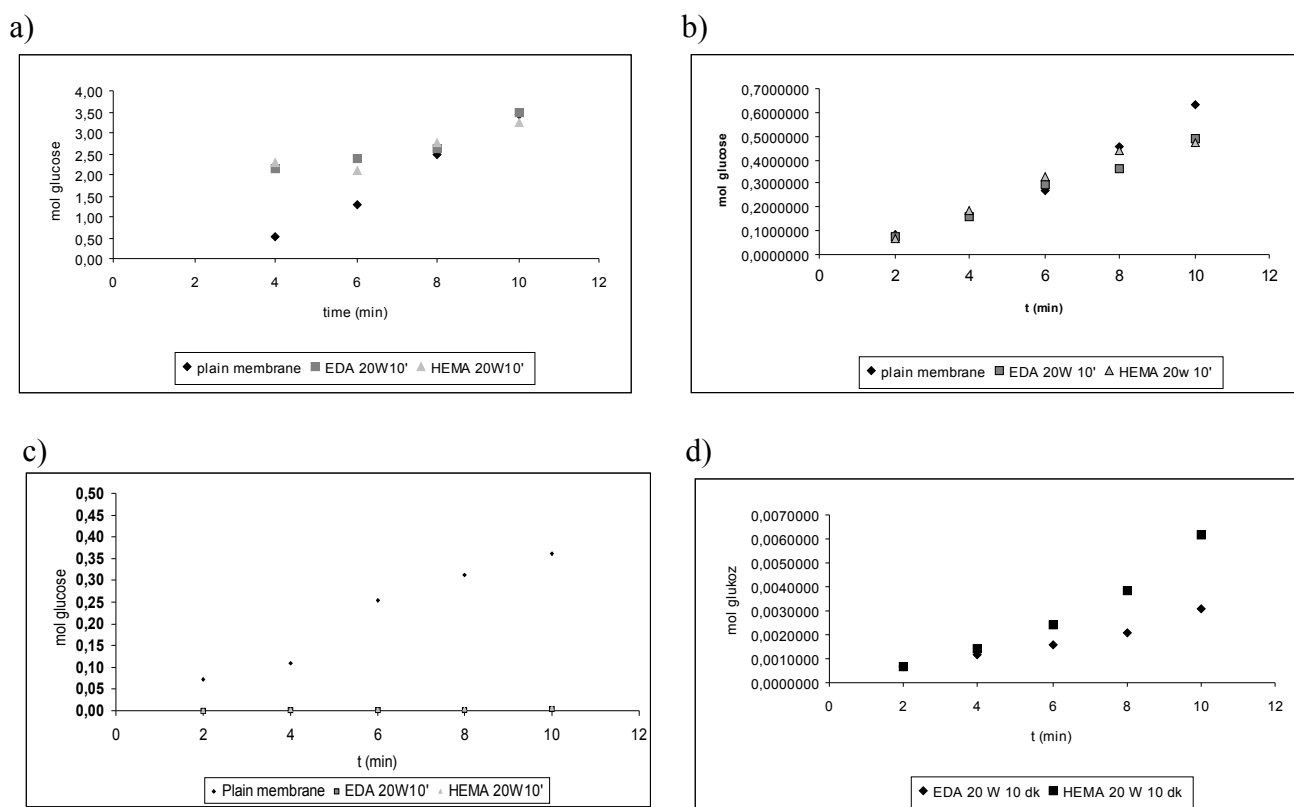 a)
4,00
3,50
3,00
2,50
2,00
1,50
1,00
0,50
0,00
mol glucose
0 2 4 6 8 10 12
time (min)
plain membrane EDA 20W10' HEMA 20W10'
b)
0,7000000
0,6000000
0,5000000
0,4000000
0,3000000
0,2000000
0,1000000
0,0000000
mol glucose
0 2 4 6 8 10 12
t (min)
plain membrane EDA 20W 10' HEMA 20w 10'
c)
0,50
0,45
0,40
0,35
0,30
0,25
0,20
0,15
0,10
0,05
0,00
mol glucose
0 2 4 6 8 10 12
t (min)
Plain membrane EDA 20W10' HEMA 20W10'
d)
0,0070000
0,0060000
0,0050000
0,0040000
0,0030000
0,0020000
0,0010000
0,0000000
mol glukoz
0 2 4 6 8 10 12
t (min)
EDA 20 W 10 dk HEMA 20 W 10 dk